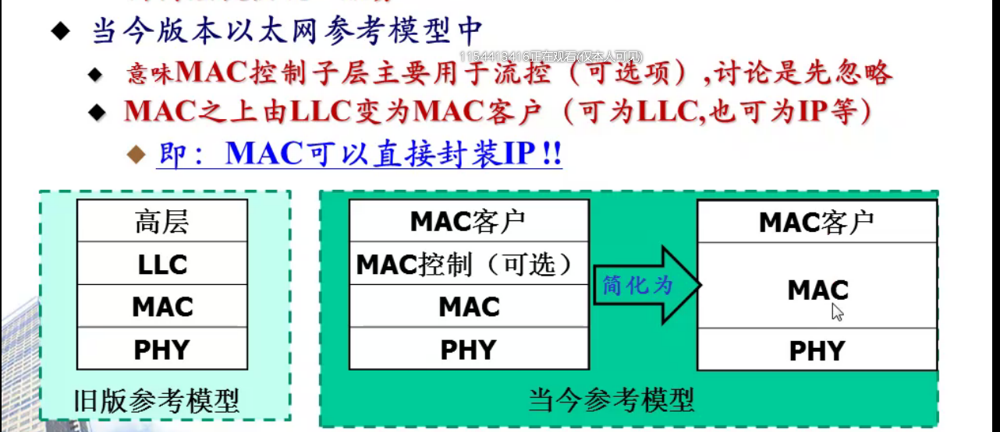 当今版本以太网参考模型中
1154413416正在观看(仅本人可见)
意味MAC控制子层主要用于流控（可选项）,讨论是先忽略
MAC之上由LLC变为MAC客户（可为LLC,也可为IP等）
即：MAC可以直接封装IP!!
高层
LLC
MAC
PHY
旧版参考模型
MAC客户
MAC控制（可选）
MAC
PHY
简化为
MAC客户
MAC
PHY
当今参考模型